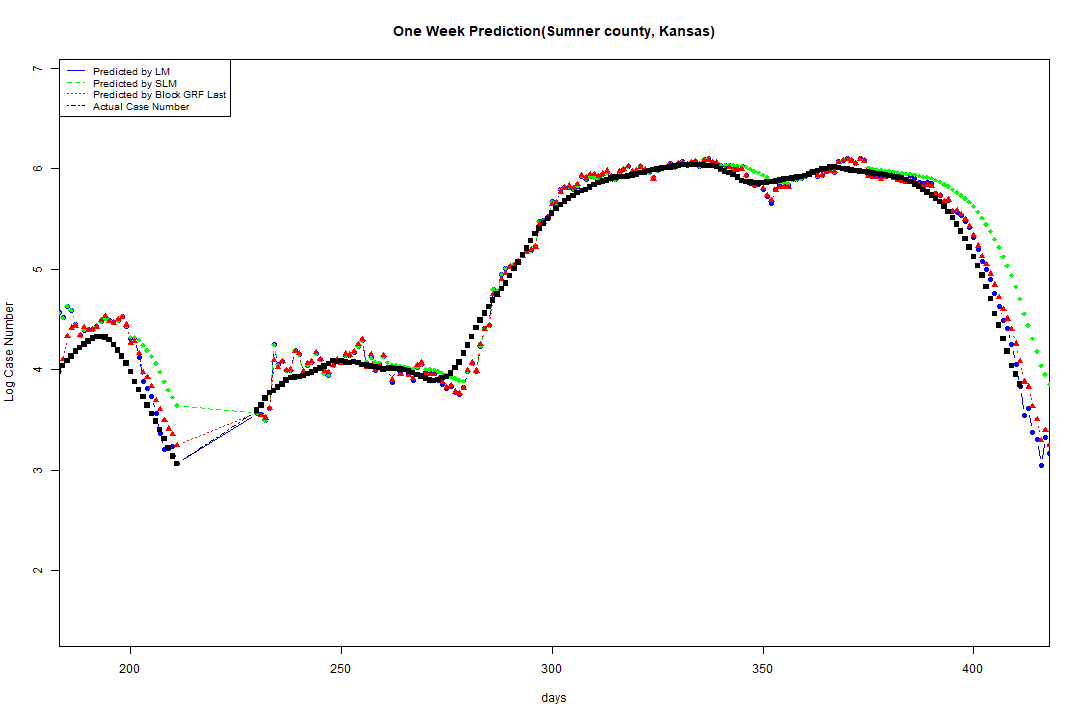 One Week Prediction(Sumner county, Kansas)
Predicted by LM
Predicted by SLM
Predicted by Block GRF Last
Actual Case Number
7
6
5
4
3
2
Log Case Number
200 250 300 350 400
days